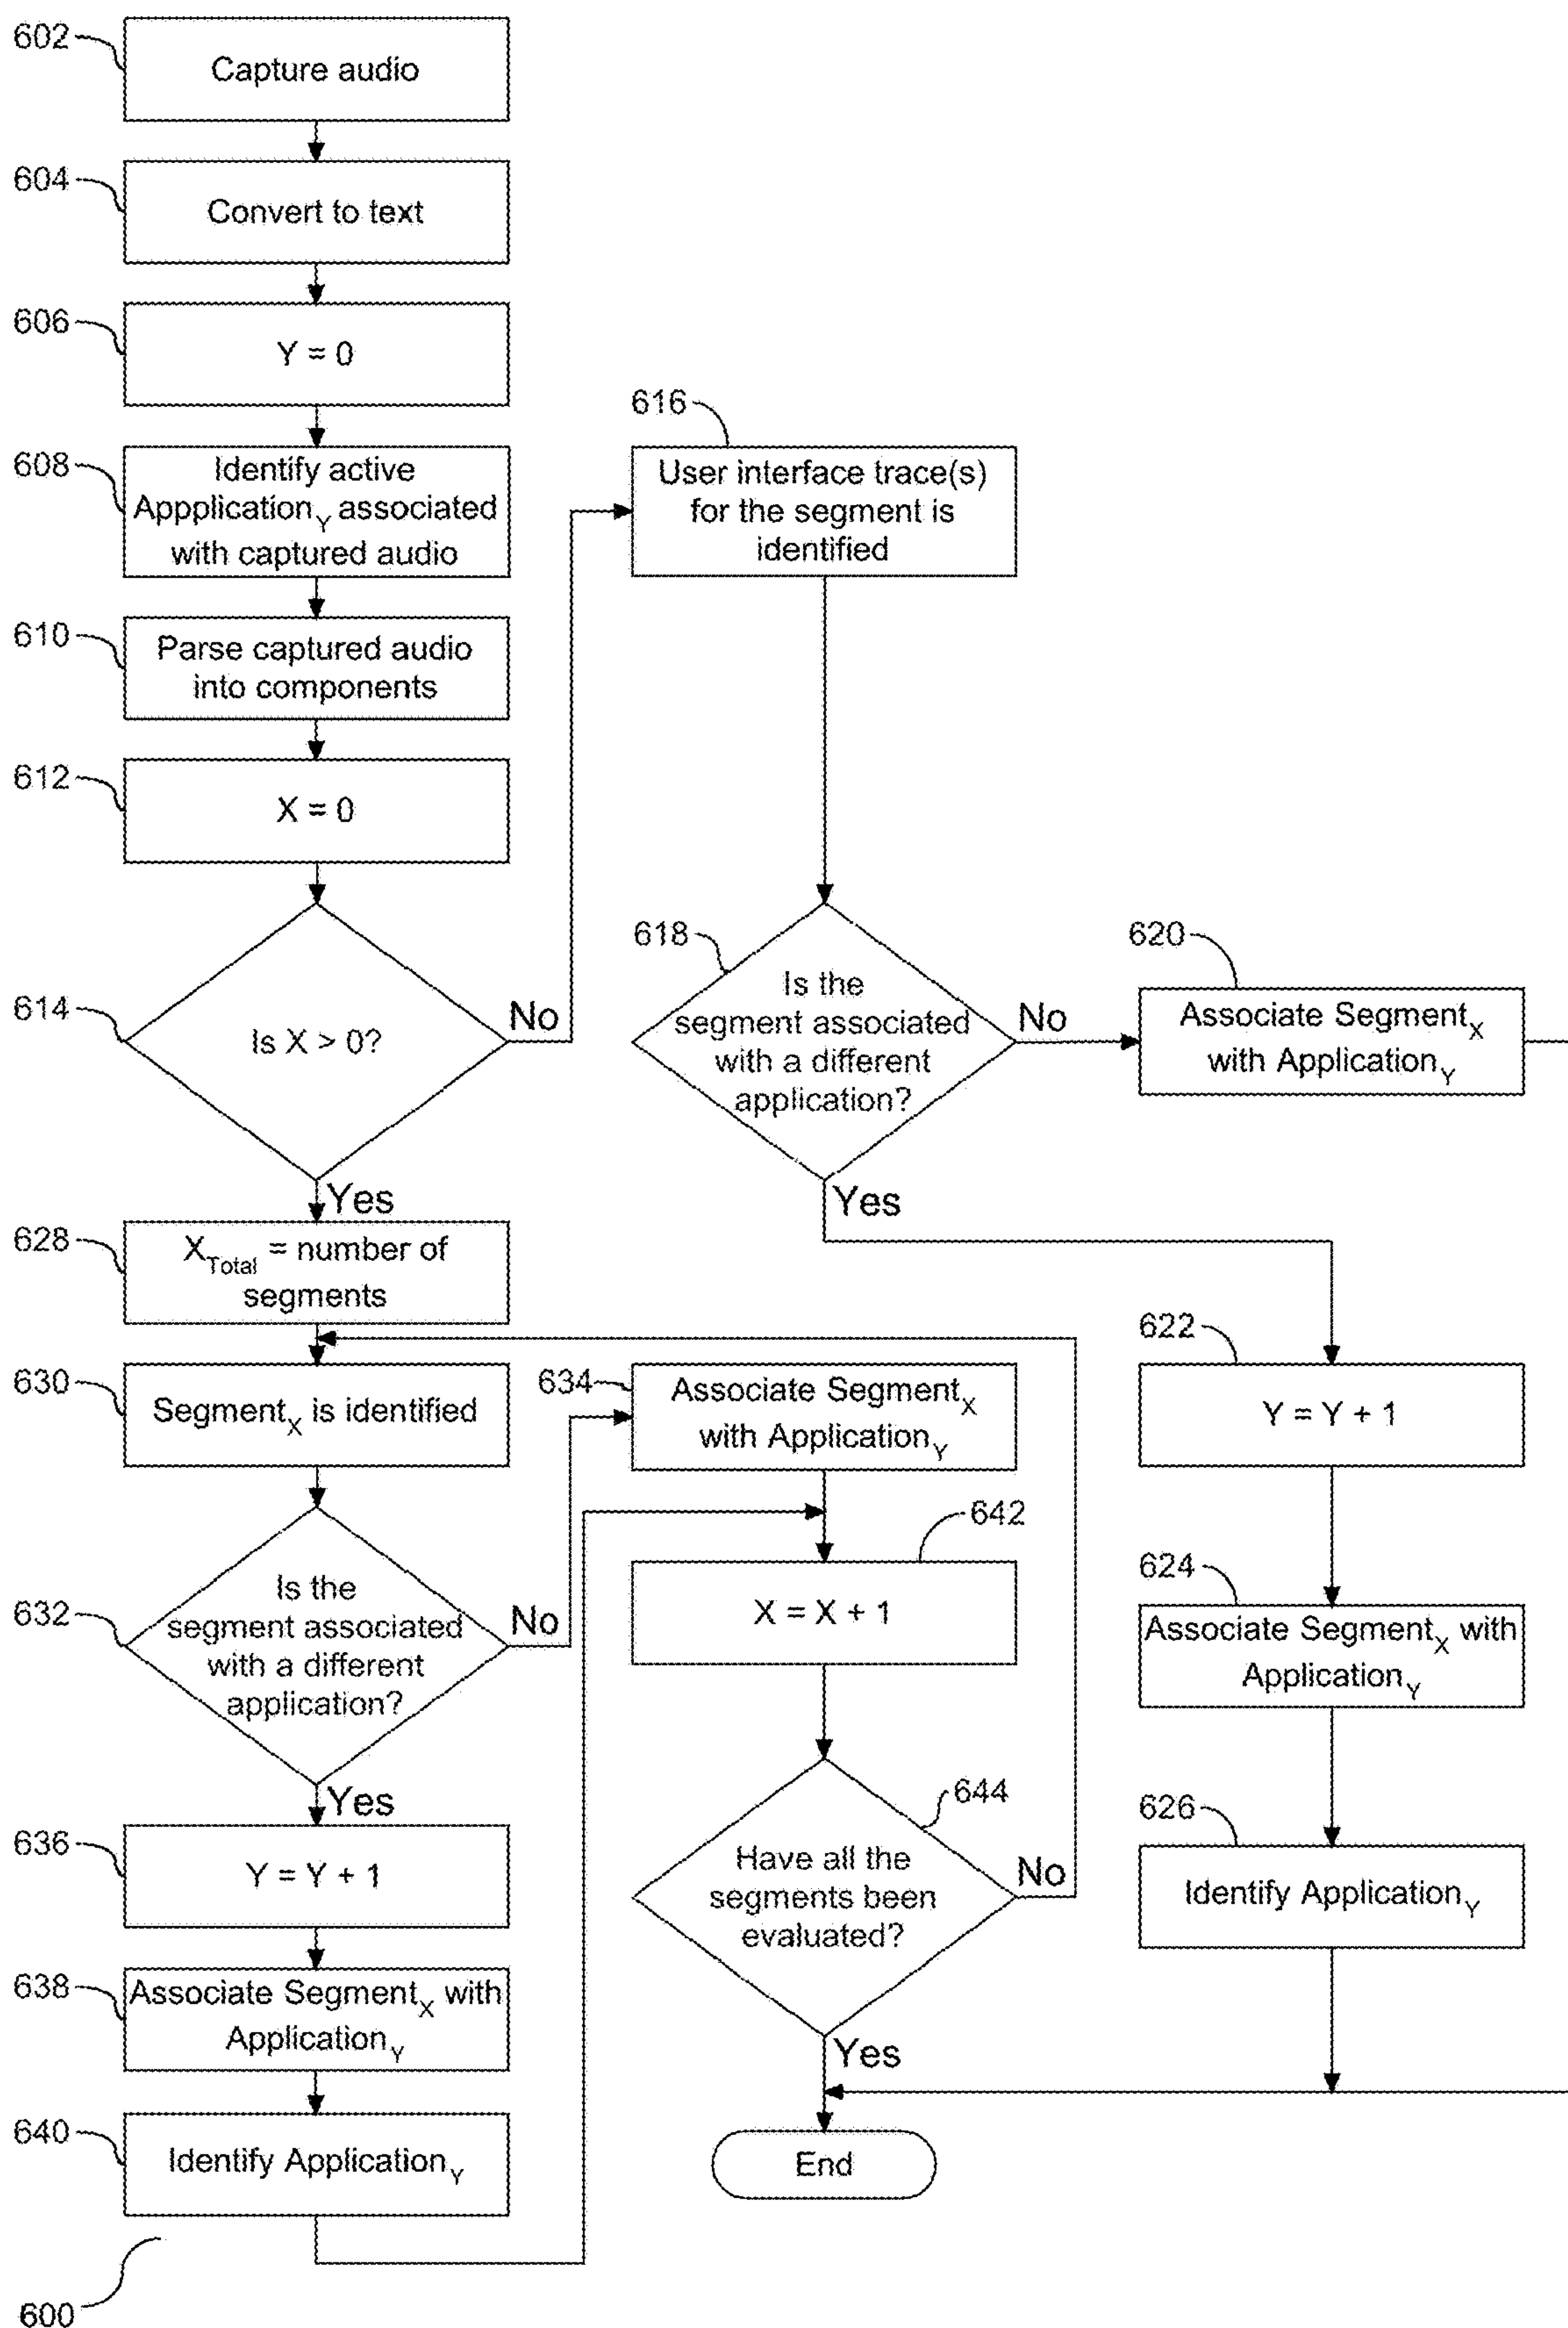 602
Capture audio
604
Convert to text
606
Y = 0
608
Identify active
Appplication_Y associated
with captured audio
610
Parse captured audio
into components
612
X = 0
614
Is X > 0?
No
Yes
616
User interface trace(s)
for the segment is
identified
618
Is the
segment associated
with a different
application?
No
Yes
620
Associate Segment_X
with Application_Y
622
Y = Y + 1
624
Associate Segment_X with
Application_Y
626
Identify Application_Y
628
X_Total = number of
segments
630
Segment_X is identified
632
Is the
segment associated
with a different
application?
No
Yes
634
Associate Segment_X
with Application_Y
636
Y = Y + 1
638
Associate Segment_X with
Application_Y
640
Identify Application_Y
642
X = X + 1
644
Have all the
segments been
evaluated?
No
Yes
End
600